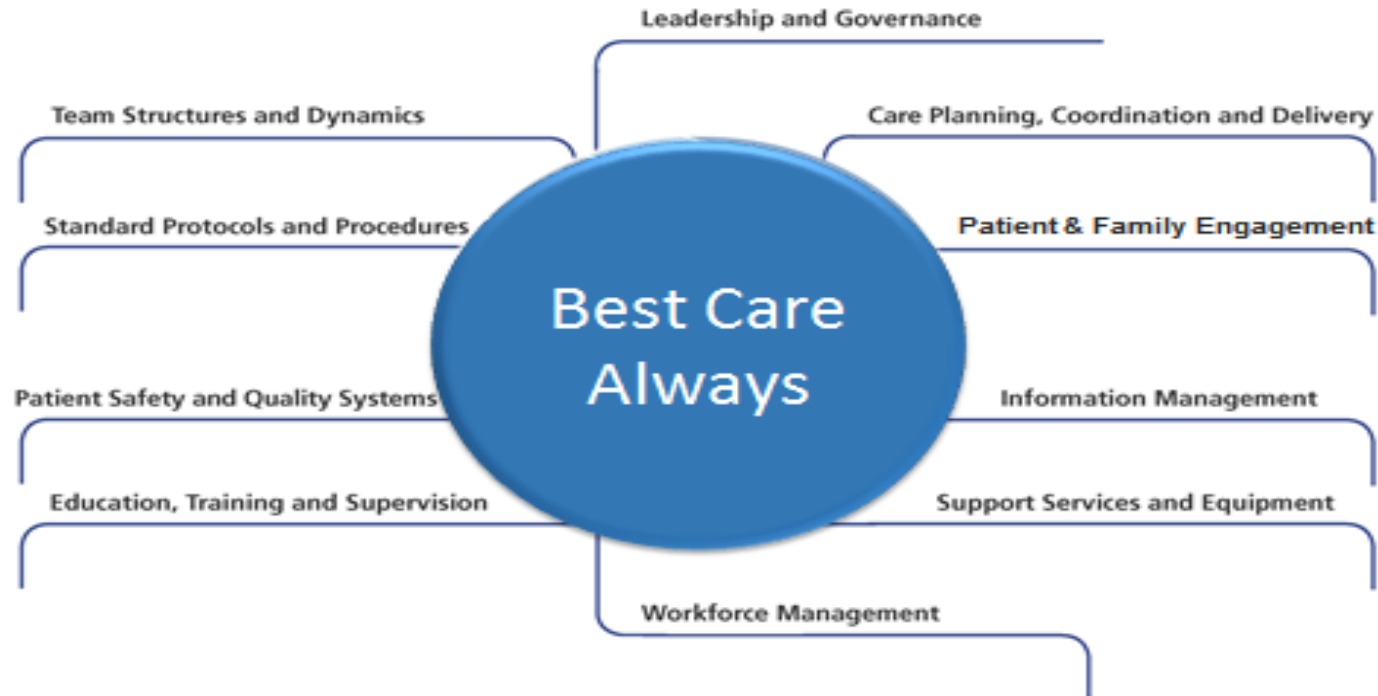 Leadership and Governance
Team Structures and Dynamics
Care Planning, Coordination and Delivery
Standard Protocols and Procedures
Patient & Family Engagement
Best Care
Always
Patient Safety and Quality Systems
Information Management
Education, Training and Supervision
Support Services and Equipment
Workforce Management